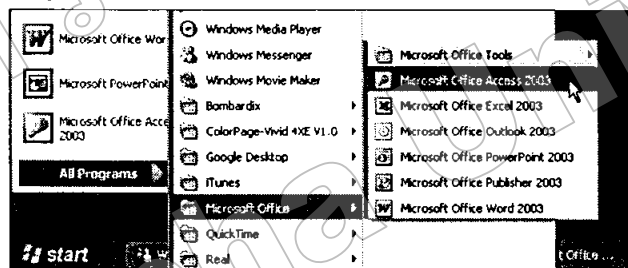 Microsoft Office Wor
Microsoft PowerPoint
Microsoft Office Acce
2003
All Programs
start
Windows Media Player
Windows Messenger
Windows Movie Maker
Bombardix
ColorPage-Vivid 4XE V1.0
Google Desktop
iTunes
Microsoft Office
QuickTime
Real
Microsoft Office Tools
Microsoft Office Access 2003
Microsoft Office Excel 2003
Microsoft Office Outlook 2003
Microsoft Office PowerPoint 2003
Microsoft Office Publisher 2003
Microsoft Office Word 2003
t Office ...